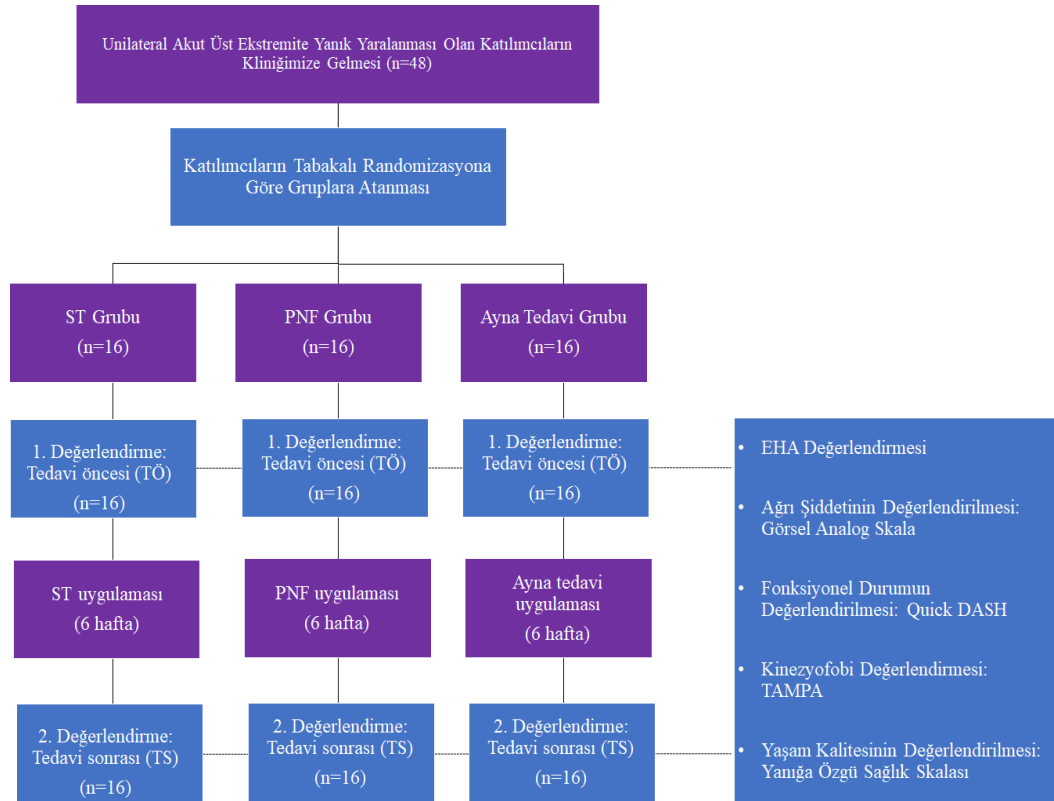 Unilateral Akut Üst Ekstremite Yanık Yaralanması Olan Katılımcıların
Kliniğimize Gelmesi (n=48)
Katılımcıların Tabakalı Randomizasyona
Göre Gruplara Atanması
ST Grubu
(n=16)
PNF Grubu
(n=16)
Ayna Tedavi Grubu
(n=16)
1. Değerlendirme:
Tedavi öncesi (TÖ)
(n=16)
1. Değerlendirme:
Tedavi öncesi (TÖ)
(n=16)
1. Değerlendirme:
Tedavi öncesi (TÖ)
(n=16)
ST uygulaması
(6 hafta)
PNF uygulaması
(6 hafta)
Ayna tedavi
uygulaması
(6 hafta)
2. Değerlendirme:
Tedavi sonrası (TS)
(n=16)
2. Değerlendirme:
Tedavi sonrası (TS)
(n=16)
2. Değerlendirme:
Tedavi sonrası (TS)
(n=16)
• EHA Değerlendirmesi
• Ağrı Şiddetinin Değerlendirilmesi:
Görsel Analog Skala
• Fonksiyonel Durumun
Değerlendirilmesi: Quick DASH
• Kinezyofobi Değerlendirmesi:
TAMPA
• Yaşam Kalitesinin Değerlendirilmesi:
Yanığa Özgü Sağlık Skalası